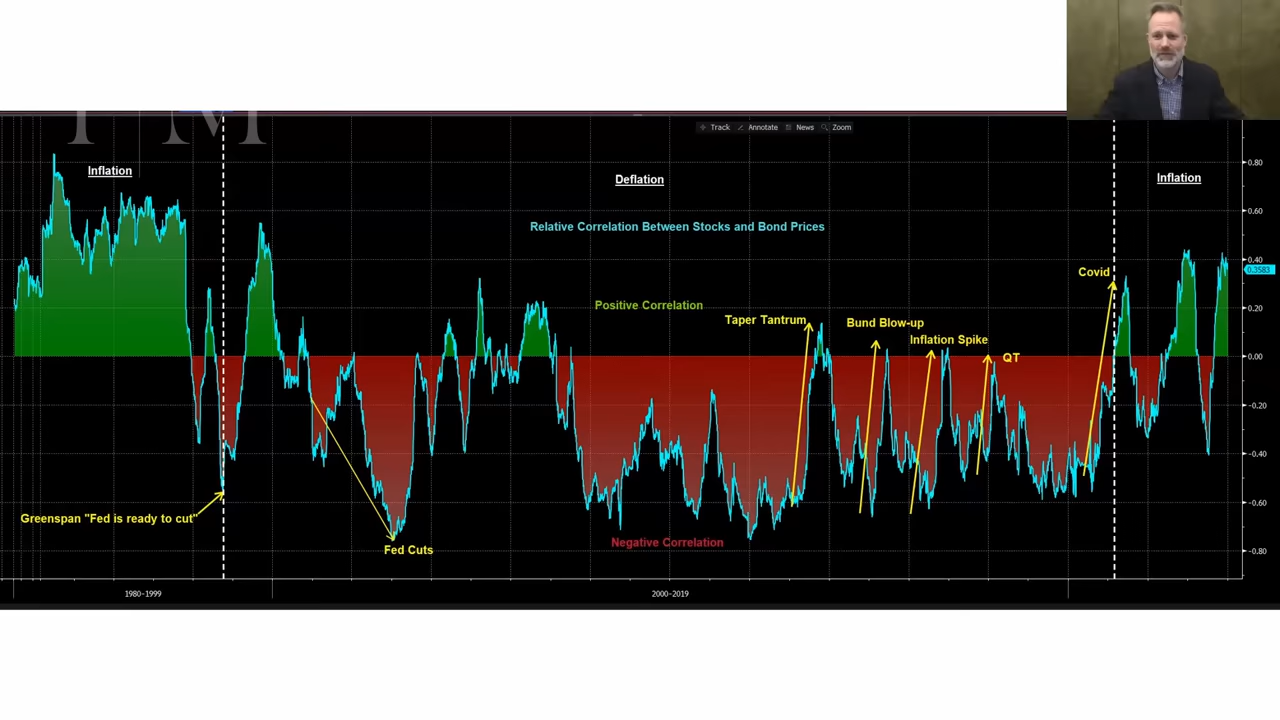 Track Annotate News Zoom
Inflation
Deflation
Inflation
Relative Correlation Between Stocks and Bond Prices
Positive Correlation
Covid
Taper Tantrum
Bund Blow-up
Inflation Spike
QT
Greenspan "Fed is ready to cut"
Fed Cuts
Negative Correlation
0.80
0.60
0.40
0.3583
0.20
0.00
-0.20
-0.40
-0.60
-0.80
1980-1999
2000-2019